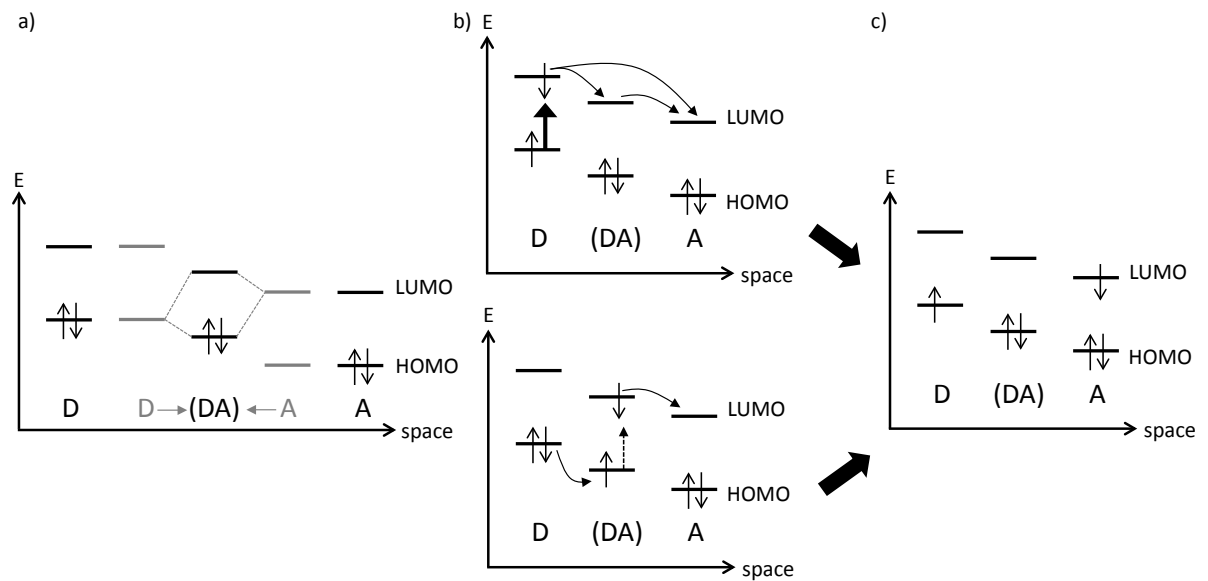 a)
E
LUMO
HOMO
D D (DA) A A
space
b)
E
LUMO
HOMO
D (DA) A
space
E
LUMO
HOMO
D (DA) A
space
c)
E
LUMO
HOMO
D (DA) A
space